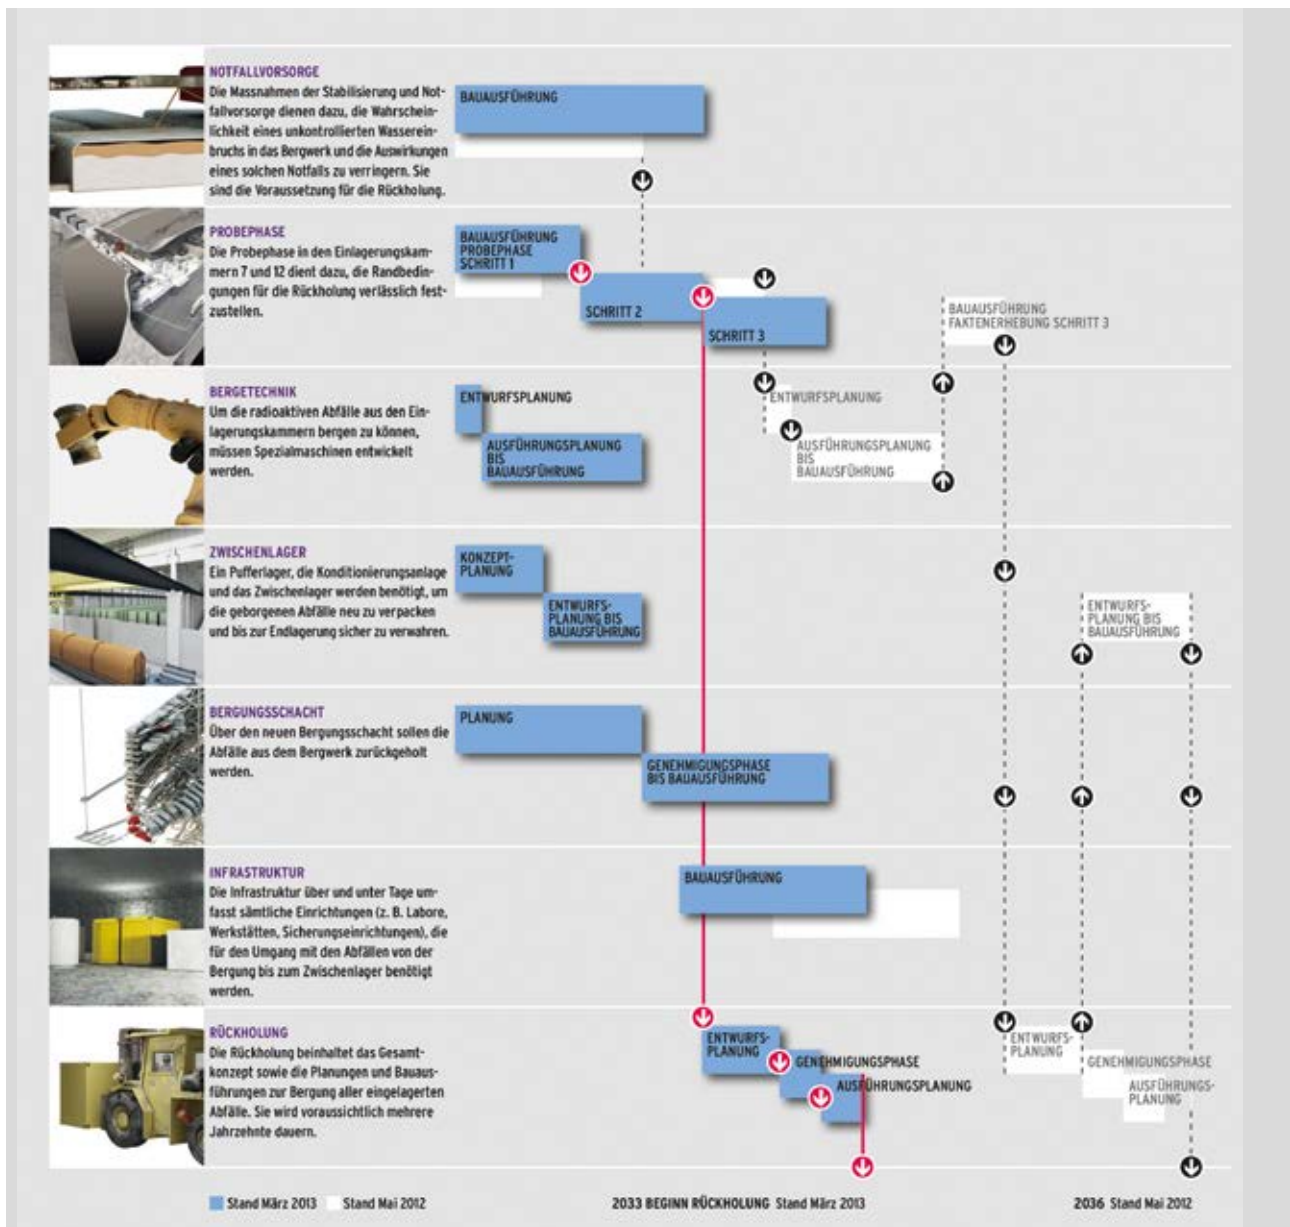 NOTFALLVORSORGE
Die Massnahmen der Stabilisierung und Not-
fallvorsorge dienen dazu, die Wahrschein-
lichkeit eines unkontrollierten Wasserein-
bruchs in das Bergwerk und die Auswirkungen
eines solchen Notfalls zu verringern. Sie
sind die Voraussetzung für die Rückholung.
BAUAUSFÜHRUNG
PROBEPHASE
Die Probephase in den Einlagerungskam-
mern 7 und 12 dient dazu, die Randbedin-
gungen für die Rückholung verlässlich fest-
zustellen.
BAUAUSFÜHRUNG
PROBEPHASE
SCHRITT 1
SCHRITT 2
SCHRITT 3
BAUAUSFÜHRUNG
FAKTENERHEBUNG SCHRITT 3
BERGETECHNIK
Um die radioaktiven Abfälle aus den Ein-
lagerungskammern bergen zu können,
müssen Spezialmaschinen entwickelt
werden.
ENTWURFSPLANUNG
AUSFÜHRUNGSPLANUNG
BIS
BAUAUSFÜHRUNG
ENTWURFSPLANUNG
AUSFÜHRUNGSPLANUNG
BIS
BAUAUSFÜHRUNG
ZWISCHENLAGER
Ein Pufferlager, die Konditionierungsanlage
und das Zwischenlager werden benötigt, um
die geborgenen Abfälle neu zu verpacken
und bis zur Endlagerung sicher zu verwahren.
KONZEPT-
PLANUNG
ENTWURFS-
PLANUNG BIS
BAUAUSFÜHRUNG
ENTWURFS-
PLANUNG BIS
BAUAUSFÜHRUNG
BERGUNGSSCHACHT
Über den neuen Bergungsschacht sollen die
Abfälle aus dem Bergwerk zurückgeholt
werden.
PLANUNG
GENEHMIGUNGSPHASE
BIS BAUAUSFÜHRUNG
INFRASTRUKTUR
Die Infrastruktur über und unter Tage um-
fasst sämtliche Einrichtungen (z. B. Labore,
Werkstätten, Sicherungseinrichtungen), die
für den Umgang mit den Abfällen von der
Bergung bis zum Zwischenlager benötigt
werden.
BAUAUSFÜHRUNG
RÜCKHOLUNG
Die Rückholung beinhaltet das Gesamt-
konzept sowie die Planungen und Bauaus-
führungen zur Bergung aller eingelagerten
Abfälle. Sie wird voraussichtlich mehrere
Jahrzehnte dauern.
ENTWURFS-
PLANUNG
GENEHMIGUNGSPHASE
AUSFÜHRUNGSPLANUNG
ENTWURFS-
PLANUNG
GENEHMIGUNGSPHASE
AUSFÜHRUNGS-
PLANUNG
Stand März 2013 Stand Mai 2012
2033 BEGINN RÜCKHOLUNG Stand März 2013
2036 Stand Mai 2012